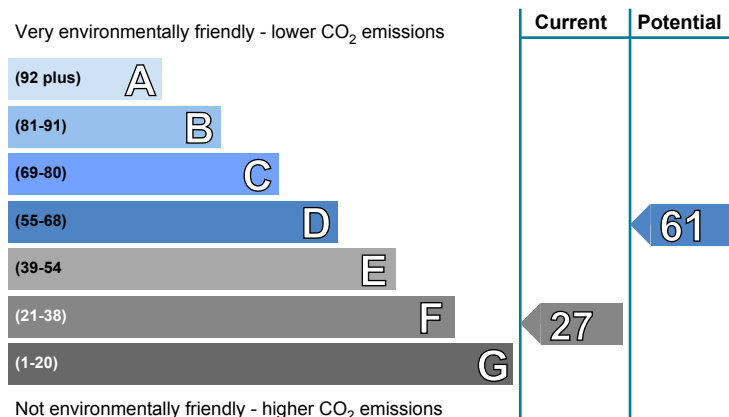 Current Potential
Very environmentally friendly - lower CO2 emissions
(92 plus) A
(81-91) B
(69-80) C
(55-68) D
61
(39-54 E
(21-38) F
27
(1-20) G
Not environmentally friendly - higher CO2 emissions